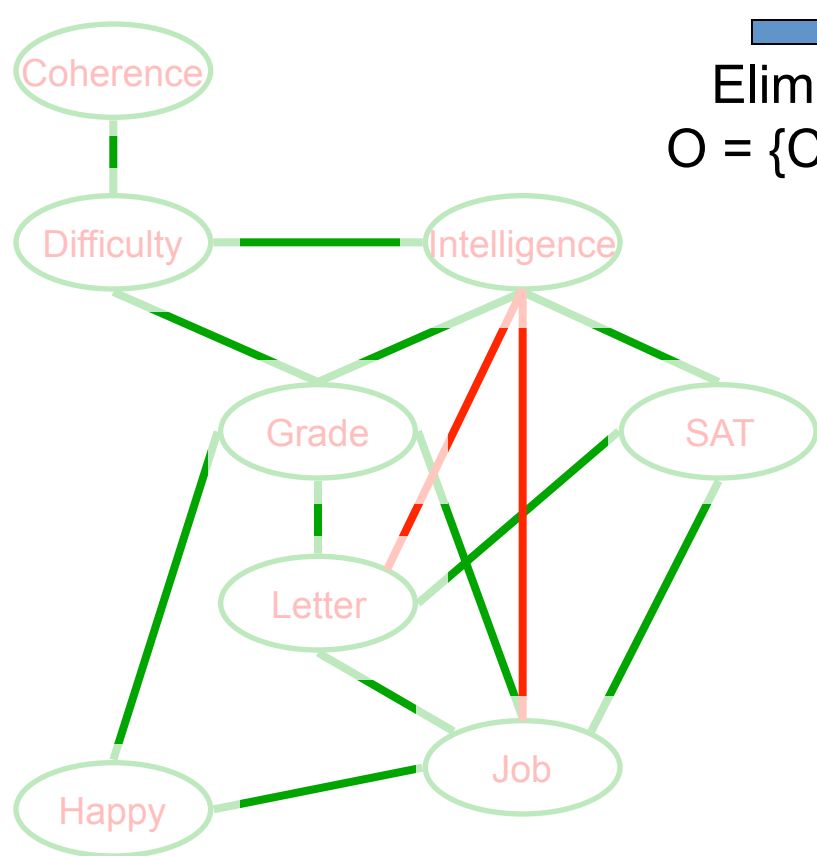 Coherence
Elim
O = {C
Difficulty
Intelligence
Grade
SAT
Letter
Job
Happy